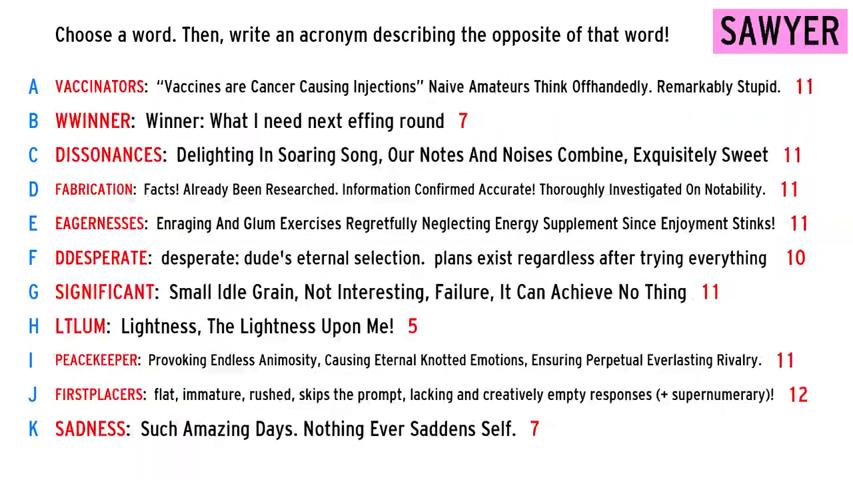 Choose a word. Then, write an acronym describing the opposite of that word!
SAWYER
A VACCINATORS: “Vaccines are Cancer Causing Injections” Naive Amateurs Think Offhandedly. Remarkably Stupid. 11
B WWINNER: Winner: What I need next effing round 7
C DISSONANCES: Delighting In Soaring Song, Our Notes And Noises Combine, Exquisitely Sweet 11
D FABRICATION: Facts! Already Been Researched. Information Confirmed Accurate! Thoroughly Investigated On Notability. 11
E EAGERNESSES: Enraging And Glum Exercises Regretfully Neglecting Energy Supplement Since Enjoyment Stinks! 11
F DDESPERATE: desperate: dude's eternal selection. plans exist regardless after trying everything 10
G SIGNIFICANT: Small Idle Grain, Not Interesting, Failure, It Can Achieve No Thing 11
H LTLUM: Lightness, The Lightness Upon Me! 5
I PEACEKEEPER: Provoking Endless Animosity, Causing Eternal Knotted Emotions, Ensuring Perpetual Everlasting Rivalry. 11
J FIRSTPLACERS: flat, immature, rushed, skips the prompt, lacking and creatively empty responses (+ supernumerary)! 12
K SADNESS: Such Amazing Days. Nothing Ever Saddens Self. 7